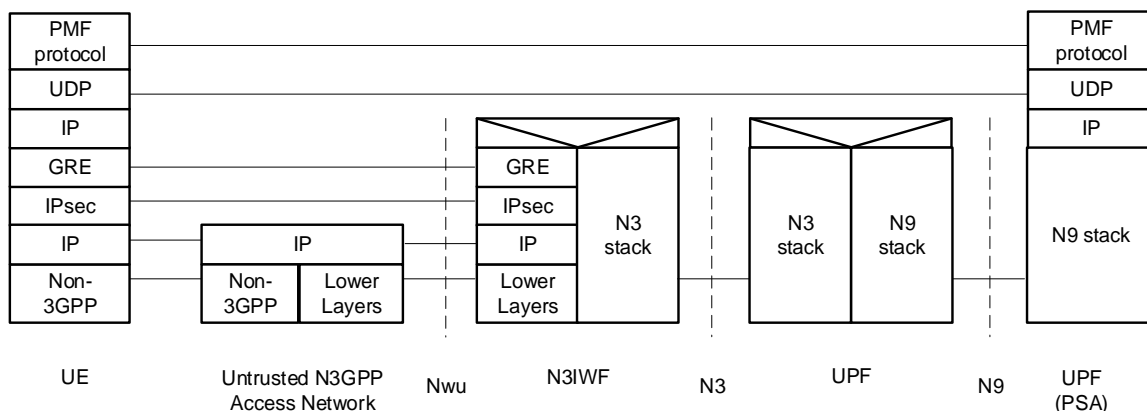 PMF
protocol
UDP
IP
GRE
IPsec
IP
Non-
3GPP
IP
Non-
3GPP
Lower
Layers
GRE
IPsec
IP
Lower
Layers
N3
stack
N3
stack
N9
stack
PMF
protocol
UDP
IP
N9 stack
UE
Untrusted N3GPP
Access Network
Nwu
N3IWF
N3
UPF
N9
UPF
(PSA)